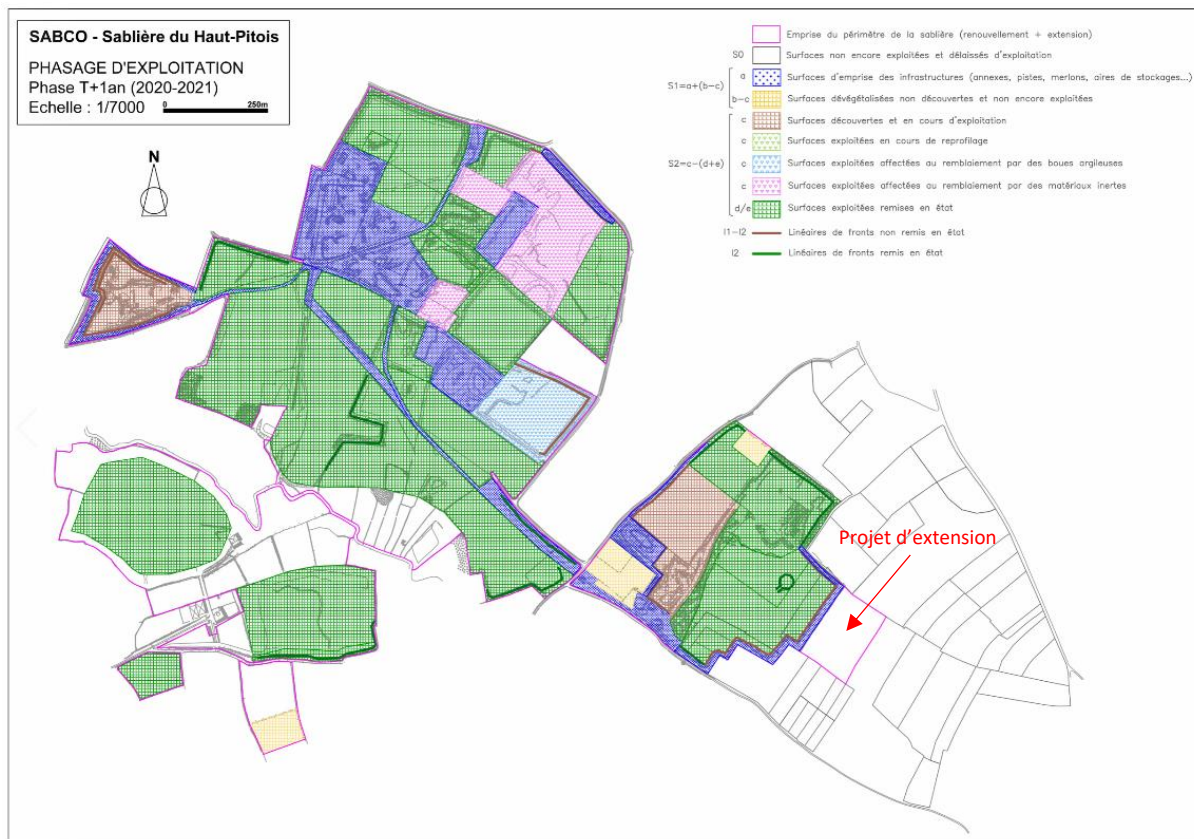 SABCO - Sablière du Haut-Pitois
PHASAGE D'EXPLOITATION
Phase T+1an (2020-2021)
Echelle : 1/7000 0 250m
N
Emprise du périmètre de la sablière (renouvellement + extension)
S0 Surfaces non encore exploitées et délaissés d'exploitation
S1=a+(b-c)
a Surfaces d'emprise des infrastructures (annexes, pistes, merlons, aires de stockages...)
b-c Surfaces dévégétalisées non découvertes et non encore exploitées
S2=c-(d+e)
c Surfaces découvertes et en cours d'exploitation
c Surfaces exploitées en cours de reprofilage
c Surfaces exploitées affectées au remblaiement par des boues argileuses
c Surfaces exploitées affectées au remblaiement par des matériaux inertes
d/e Surfaces exploitées remises en état
l1-l2 Linéaires de fronts non remis en état
l2 Linéaires de fronts remis en état
Projet d'extension